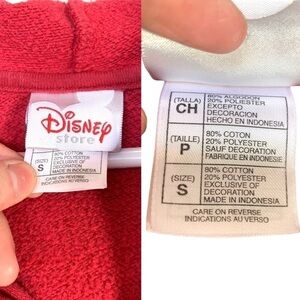 Disney
store
(SIZE)
S
80% COTTON
20% POLYESTER
EXCLUSIVE OF
DECORATION
MADE IN INDONESIA
CARE ON REVERSE
INDICATIONS AU VERSO
(TALLA)
CH
80% ALGODON
20% POLIESTER
EXCEPTO
DECORACION
HECHO EN INDONESIA
(TAILLE)
P
80% COTON
20% POLYESTER
SAUF DECORATION
FABRIQUE EN INDONESIE
(SIZE)
S
80% COTTON
20% POLYESTER
EXCLUSIVE OF
DECORATION
MADE IN INDONESIA
CARE ON REVERSE
INDICATIONS AU VERSO